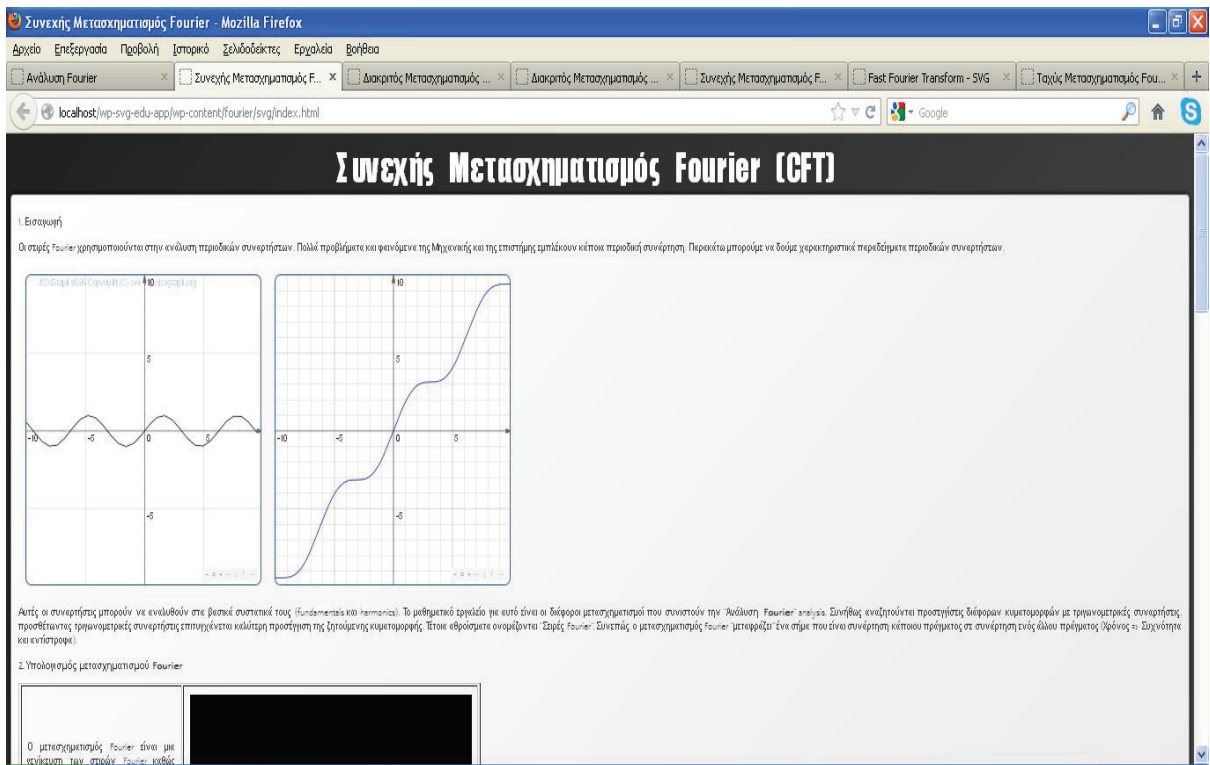 Συνεχής Μετασχηματισμός Fourier - Mozilla Firefox
Αρχείο Επεξεργασία Προβολή Ιστορικό Σελιδοδείκτες Εργαλεία Βοήθεια
Ανάλυση Fourier × Συνεχής Μετασχηματισμός F... × Διακριτός Μετασχηματισμός ... × Διακριτός Μετασχηματισμός ... × Συνεχής Μετασχηματισμός F... × Fast Fourier Transform - SVG × Ταχύς Μετασχηματισμός Fou... × +
localhost/wp-svg-edu-app/wp-content/fourier/svg/index.html Google
Συνεχής Μετασχηματισμός Fourier (CFT)
1. Εισαγωγή
Οι σειρές Fourier χρησιμοποιούνται στην ανάλυση περιοδικών συναρτήσεων. Πολλά προβλήματα και φαινόμενα της Μηχανικής και της επιστήμης εμπλέκουν κάποια περιοδική συνάρτηση. Παρακάτω μπορούμε να δούμε χαρακτηριστικά παραδείγματα περιοδικών συναρτήσεων.
10
5
-10 -5 0 5
-5
10
5
-10 -5 0 5
-5
Αυτές οι συναρτήσεις μπορούν να αναλυθούν στα βασικά συστατικά τους (fundamentals και harmonics). Το μαθηματικό εργαλείο για αυτό είναι οι διάφοροι μετασχηματισμοί που συνιστούν την "Ανάλυση Fourier" analysis. Συνήθως αναζητούνται προσεγγίσεις διάφορων κυματομορφών με τριγωνομετρικές συναρτήσεις.
προσθέτωντας τριγωνομετρικές συναρτήσεις επιτυγχάνεται καλύτερη προσέγγιση της ζητούμενης κυματομορφής. Τέτοια αθροίσματα ονομάζονται "Σειρές Fourier". Συνεπώς, ο μετασχηματισμός Fourier "μεταφράζει" ένα σήμα που είναι συνάρτηση κάποιου πράγματος σε συνάρτηση ενός άλλου πράγματος (Χρόνος => Συχνότητα
και αντίστροφα).
2. Υπολογισμός μετασχηματισμού Fourier
Ο μετασχηματισμός Fourier είναι μια
γενίκευση των σειρών Fourier καθώς